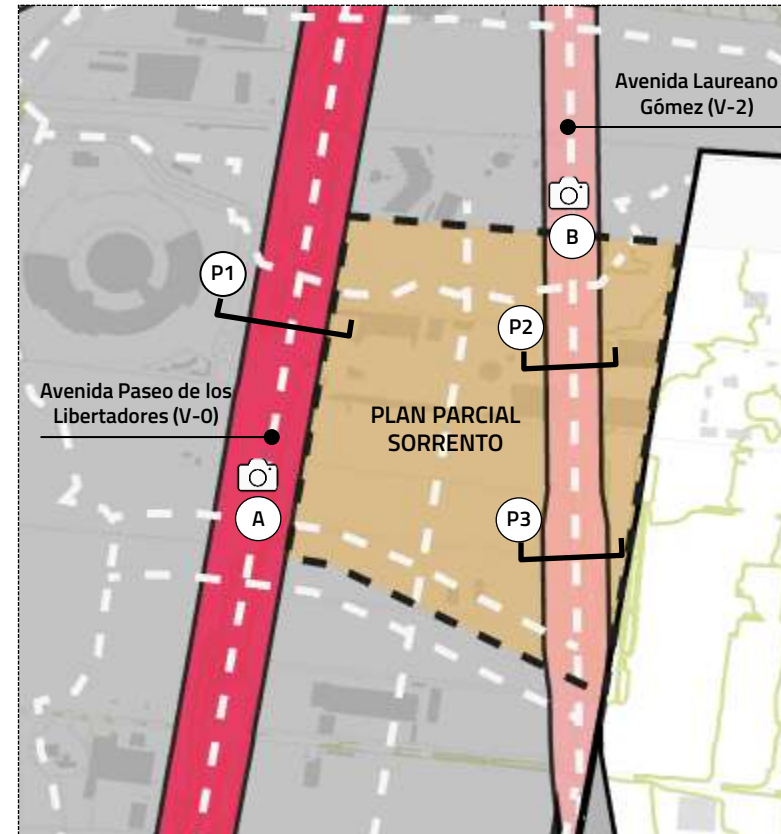 Avenida Laureano
Gómez (V-2)
B
P1
P2
Avenida Paseo de los
Libertadores (V-0)
PLAN PARCIAL
SORRENTO
A
P3